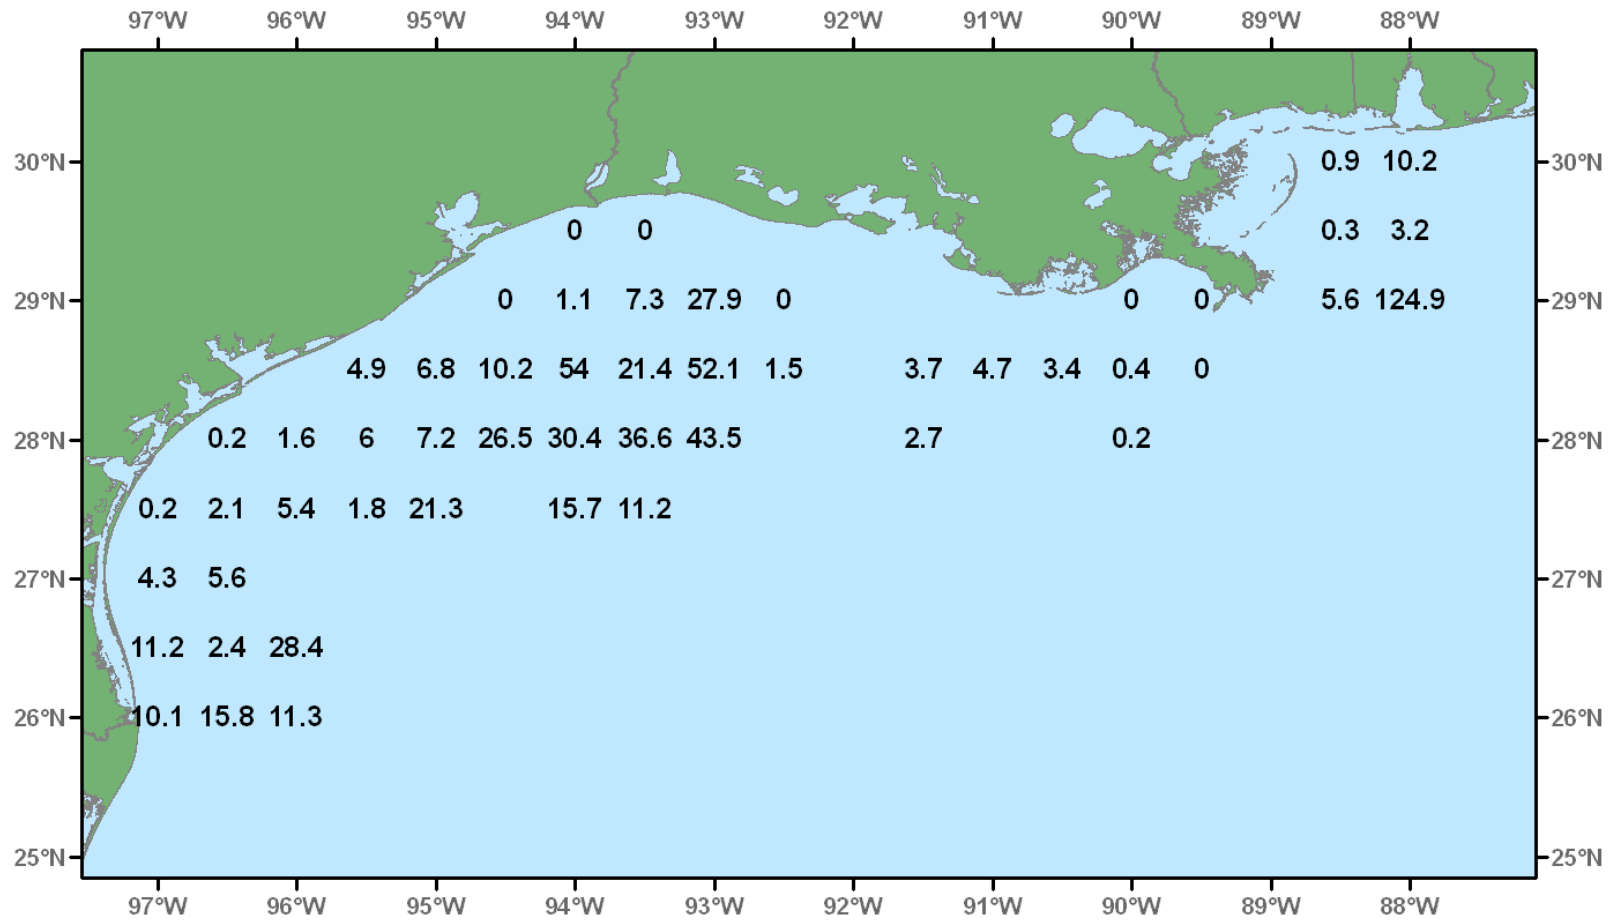 97°W 96°W 95°W 94°W 93°W 92°W 91°W 90°W 89°W 88°W
30°N 0.9 10.2 30°N
0 0 0.3 3.2
29°N 0 1.1 7.3 27.9 0 0 0 5.6 124.9 29°N
4.9 6.8 10.2 54 21.4 52.1 1.5 3.7 4.7 3.4 0.4 0
28°N 0.2 1.6 6 7.2 26.5 30.4 36.6 43.5 2.7 0.2 28°N
0.2 2.1 5.4 1.8 21.3 15.7 11.2
27°N 4.3 5.6 27°N
11.2 2.4 28.4
26°N 10.1 15.8 11.3 26°N
25°N 25°N
97°W 96°W 95°W 94°W 93°W 92°W 91°W 90°W 89°W 88°W